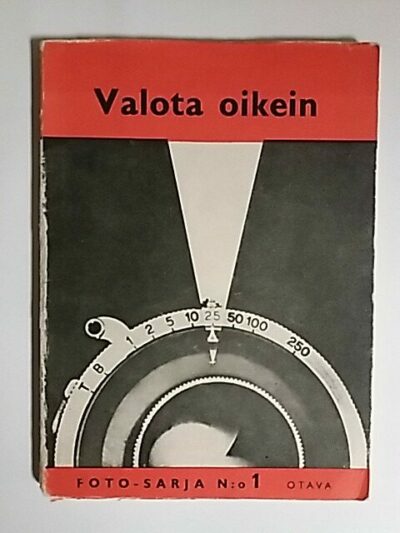 Valota oikein
T B 1 2 5 10 25 50 100 250
FOTO-SARJA N:o 1 OTAVA